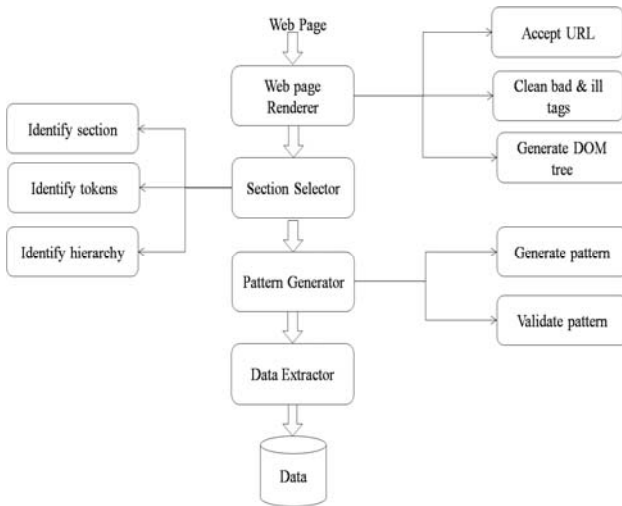 Web Page
Accept URL
Web page
Renderer
Clean bad & ill
tags
Identify section
Generate DOM
tree
Identify tokens
Section Selector
Identify hierarchy
Generate pattern
Pattern Generator
Validate pattern
Data Extractor
Data